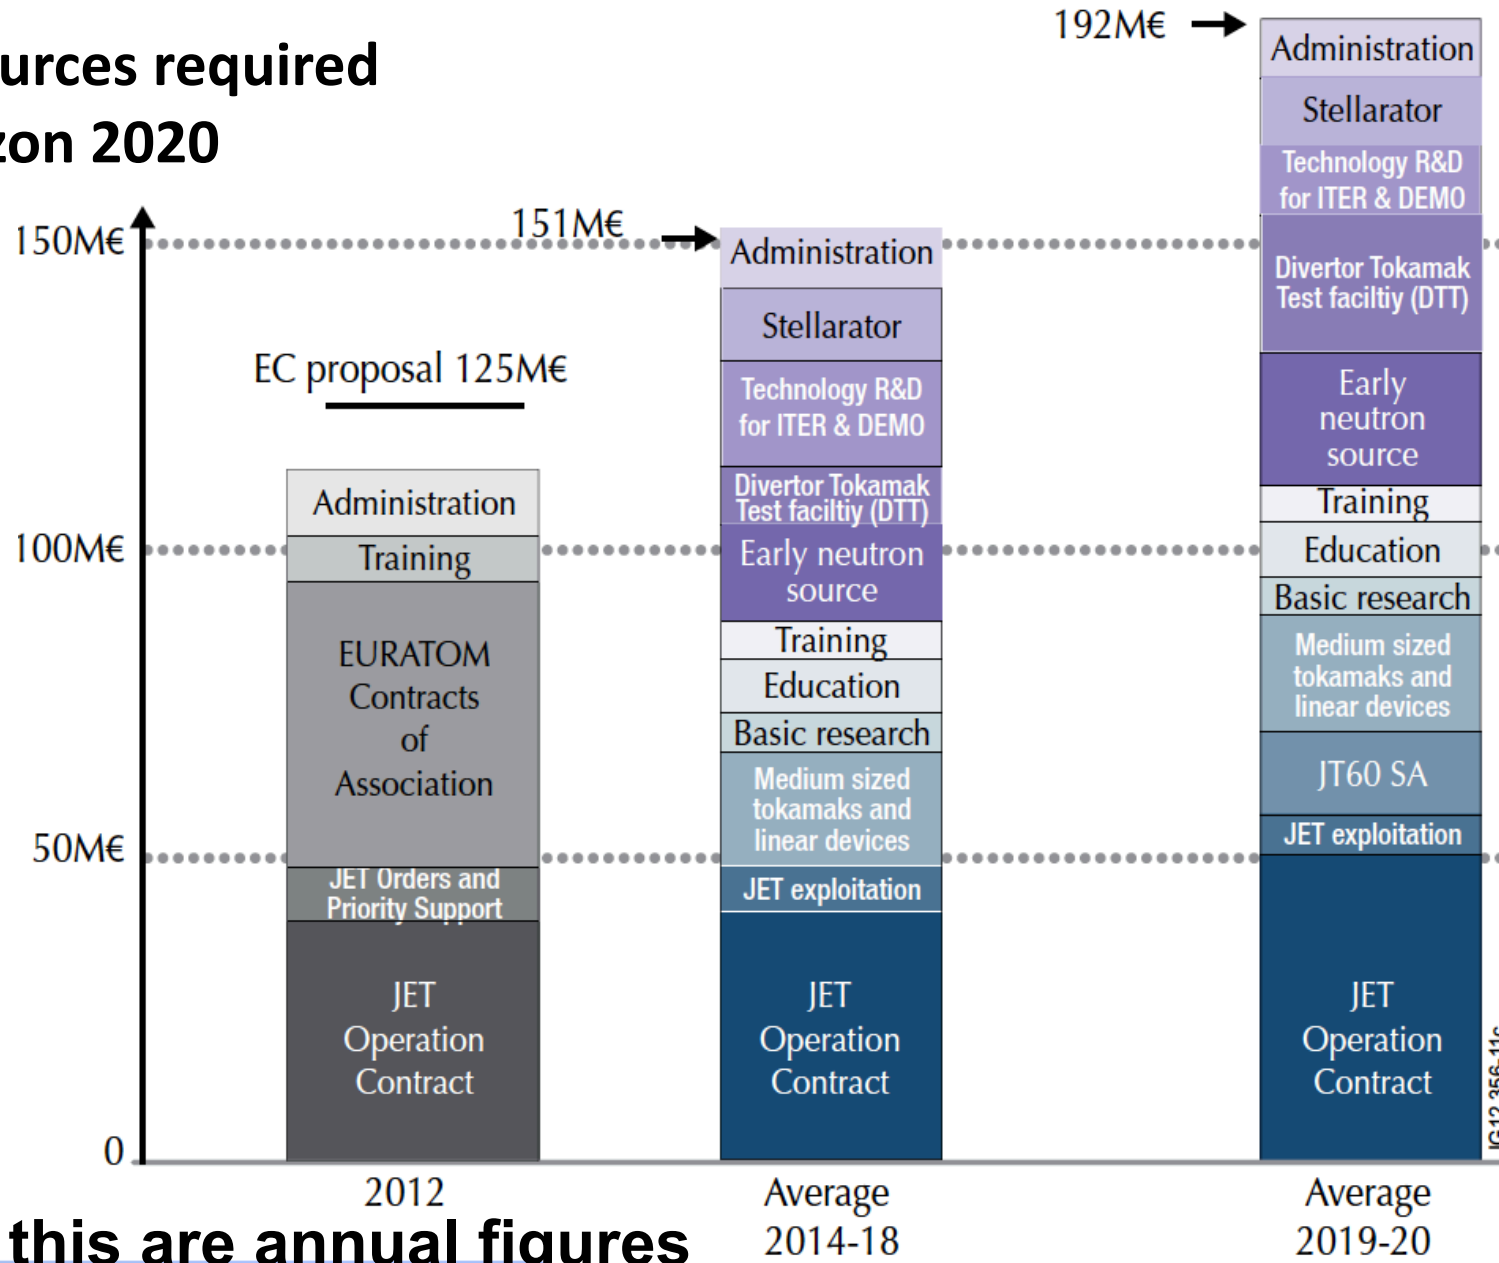 ources required
zon 2020
192M€
150M€
151M€
EC proposal 125M€
100M€
50M€
0
Administration
Training
EURATOM
Contracts
of
Association
JET Orders and
Priority Support
JET
Operation
Contract
2012
Administration
Stellarator
Technology R&D
for ITER & DEMO
Divertor Tokamak
Test faciltiy (DTT)
Early neutron
source
Training
Education
Basic research
Medium sized
tokamaks and
linear devices
JET exploitation
JET
Operation
Contract
Average
2014-18
Administration
Stellarator
Technology R&D
for ITER & DEMO
Divertor Tokamak
Test faciltiy (DTT)
Early
neutron
source
Training
Education
Basic research
Medium sized
tokamaks and
linear devices
JT60 SA
JET exploitation
JET
Operation
Contract
Average
2019-20
this are annual figures